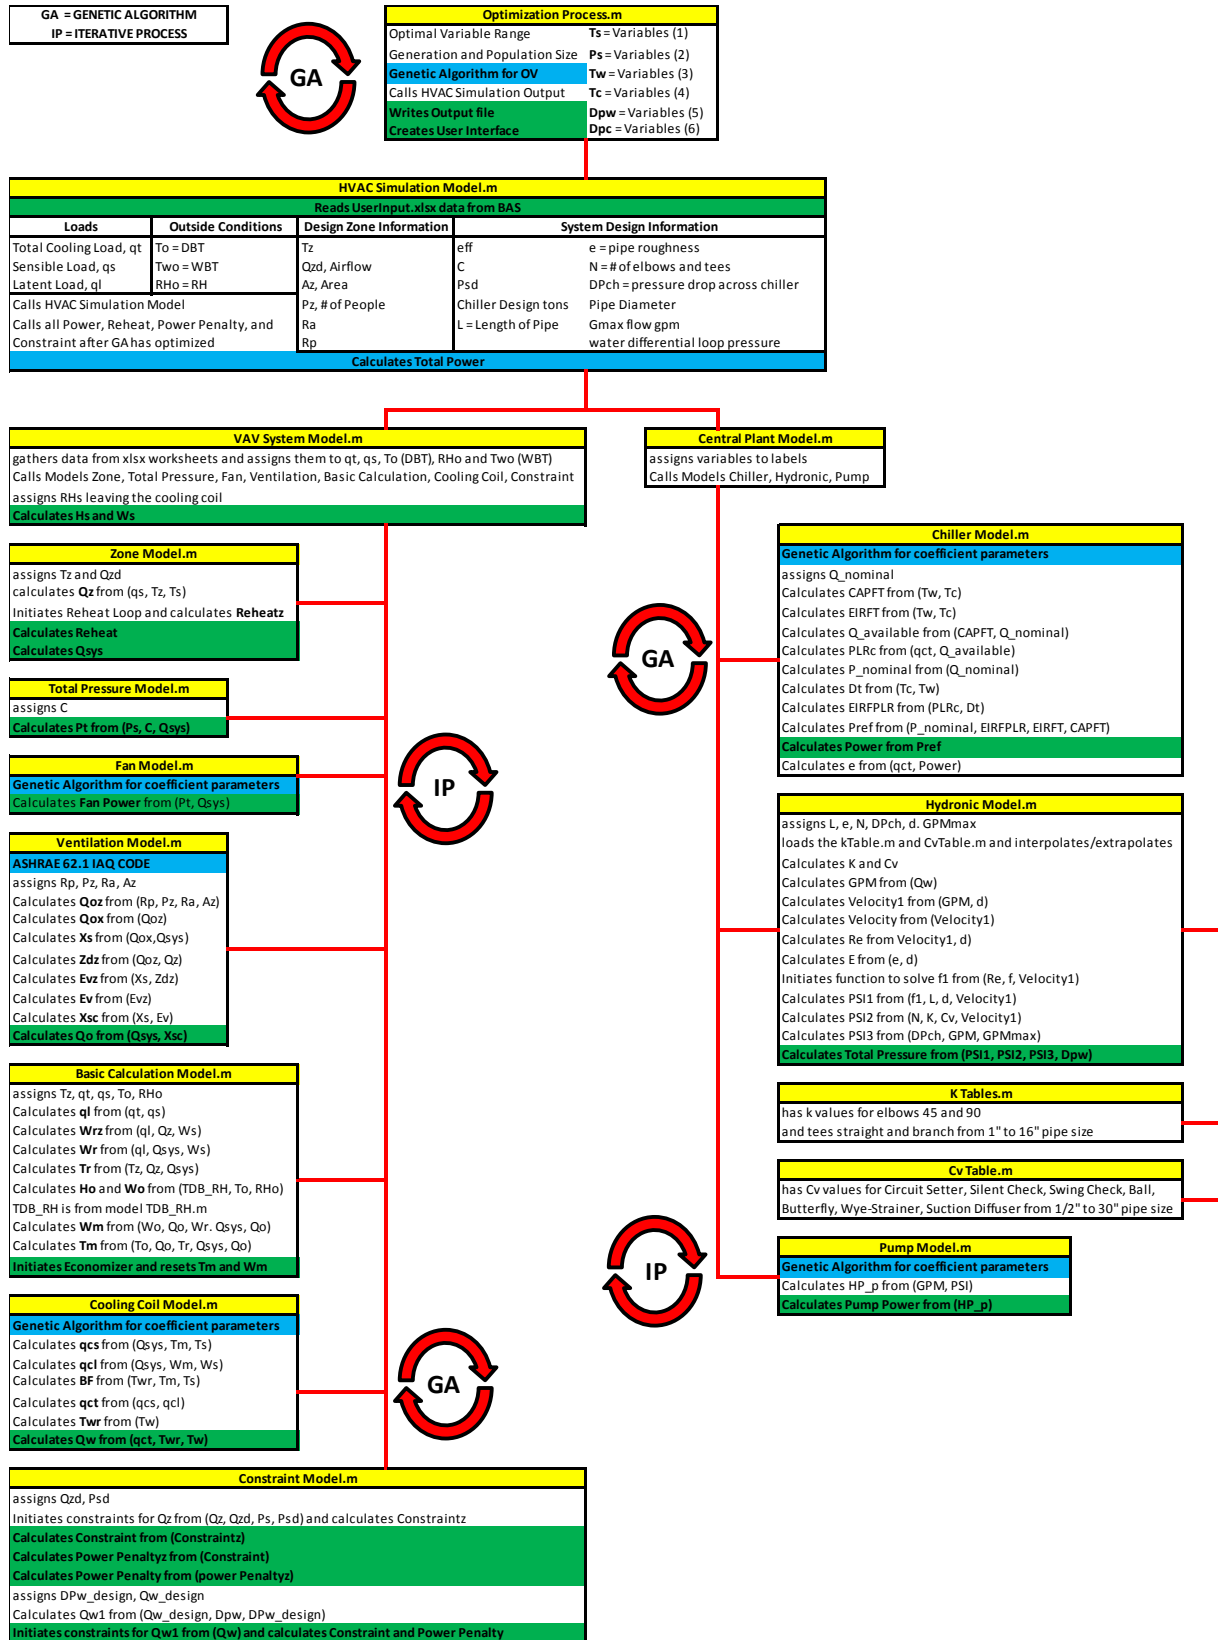 GA = GENETIC ALGORITHM
IP = ITERATIVE PROCESS
GA
Optimization Process.m
Optimal Variable Range Ts = Variables (1)
Generation and Population Size Ps = Variables (2)
Genetic Algorithm for OV Tw = Variables (3)
Calls HVAC Simulation Output Tc = Variables (4)
Writes Output file Dpw = Variables (5)
Creates User Interface Dpc = Variables (6)
HVAC Simulation Model.m
Reads UserInput.xlsx data from BAS
Loads Outside Conditions Design Zone Information System Design Information
Total Cooling Load, qt To = DBT Tz eff e = pipe roughness
Sensible Load, qs Two = WBT Qzd, Airflow C N = # of elbows and tees
Latent Load, ql RHo = RH Az, Area Psd DPch = pressure drop across chiller
Calls HVAC Simulation Model Pz, # of People Chiller Design tons Pipe Diameter
Calls all Power, Reheat, Power Penalty, and Ra L = Length of Pipe Gmax flow gpm
Constraint after GA has optimized Rp water differential loop pressure
Calculates Total Power
VAV System Model.m
gathers data from xlsx worksheets and assigns them to qt, qs, To (DBT), RHo and Two (WBT)
Calls Models Zone, Total Pressure, Fan, Ventilation, Basic Calculation, Cooling Coil, Constraint
assigns RHs leaving the cooling coil
Calculates Hs and Ws
Central Plant Model.m
assigns variables to labels
Calls Models Chiller, Hydronic, Pump
Zone Model.m
assigns Tz and Qzd
calculates Qz from (qs, Tz, Ts)
Initiates Reheat Loop and calculates Reheatz
Calculates Reheat
Calculates Qsys
Total Pressure Model.m
assigns C
Calculates Pt from (Ps, C, Qsys)
Fan Model.m
Genetic Algorithm for coefficient parameters
Calculates Fan Power from (Pt, Qsys)
IP
Ventilation Model.m
ASHRAE 62.1 IAQ CODE
assigns Rp, Pz, Ra, Az
Calculates Qoz from (Rp, Pz, Ra, Az)
Calculates Qox from (Qoz)
Calculates Xs from (Qox,Qsys)
Calculates Zdz from (Qoz, Qz)
Calculates Evz from (Xs, Zdz)
Calculates Ev from (Evz)
Calculates Xsc from (Xs, Ev)
Calculates Qo from (Qsys, Xsc)
Basic Calculation Model.m
assigns Tz, qt, qs, To, RHo
Calculates ql from (qt, qs)
Calculates Wrz from (ql, Qz, Ws)
Calculates Wr from (ql, Qsys, Ws)
Calculates Tr from (Tz, Qz, Qsys)
Calculates Ho and Wo from (TDB_RH, To, RHo)
TDB_RH is from model TDB_RH.m
Calculates Wm from (Wo, Qo, Wr. Qsys, Qo)
Calculates Tm from (To, Qo, Tr, Qsys, Qo)
Initiates Economizer and resets Tm and Wm
Cooling Coil Model.m
Genetic Algorithm for coefficient parameters
Calculates qcs from (Qsys, Tm, Ts)
Calculates qcl from (Qsys, Wm, Ws)
Calculates BF from (Twr, Tm, Ts)
Calculates qct from (qcs, qcl)
Calculates Twr from (Tw)
Calculates Qw from (qct, Twr, Tw)
GA
Constraint Model.m
assigns Qzd, Psd
Initiates constraints for Qz from (Qz, Qzd, Ps, Psd) and calculates Constraintz
Calculates Constraint from (Constraintz)
Calculates Power Penaltyz from (Constraint)
Calculates Power Penalty from (power Penaltyz)
assigns DPw_design, Qw_design
Calculates Qw1 from (Qw_design, Dpw, DPw_design)
Initiates constraints for Qw1 from (Qw) and calculates Constraint and Power Penalty
GA
Chiller Model.m
Genetic Algorithm for coefficient parameters
assigns Q_nominal
Calculates CAPFT from (Tw, Tc)
Calculates EIRFT from (Tw, Tc)
Calculates Q_available from (CAPFT, Q_nominal)
Calculates PLRc from (qct, Q_available)
Calculates P_nominal from (Q_nominal)
Calculates Dt from (Tc, Tw)
Calculates EIRFPLR from (PLRc, Dt)
Calculates Pref from (P_nominal, EIRFPLR, EIRFT, CAPFT)
Calculates Power from Pref
Calculates e from (qct, Power)
Hydronic Model.m
assigns L, e, N, DPch, d. GPMmax
loads the kTable.m and CvTable.m and interpolates/extrapolates
Calculates K and Cv
Calculates GPM from (Qw)
Calculates Velocity1 from (GPM, d)
Calculates Velocity from (Velocity1)
Calculates Re from Velocity1, d)
Calculates E from (e, d)
Initiates function to solve f1 from (Re, f, Velocity1)
Calculates PSI1 from (f1, L, d, Velocity1)
Calculates PSI2 from (N, K, Cv, Velocity1)
Calculates PSI3 from (DPch, GPM, GPMmax)
Calculates Total Pressure from (PSI1, PSI2, PSI3, Dpw)
K Tables.m
has k values for elbows 45 and 90
and tees straight and branch from 1" to 16" pipe size
Cv Table.m
has Cv values for Circuit Setter, Silent Check, Swing Check, Ball,
Butterfly, Wye-Strainer, Suction Diffuser from 1/2" to 30" pipe size
IP
Pump Model.m
Genetic Algorithm for coefficient parameters
Calculates HP_p from (GPM, PSI)
Calculates Pump Power from (HP_p)